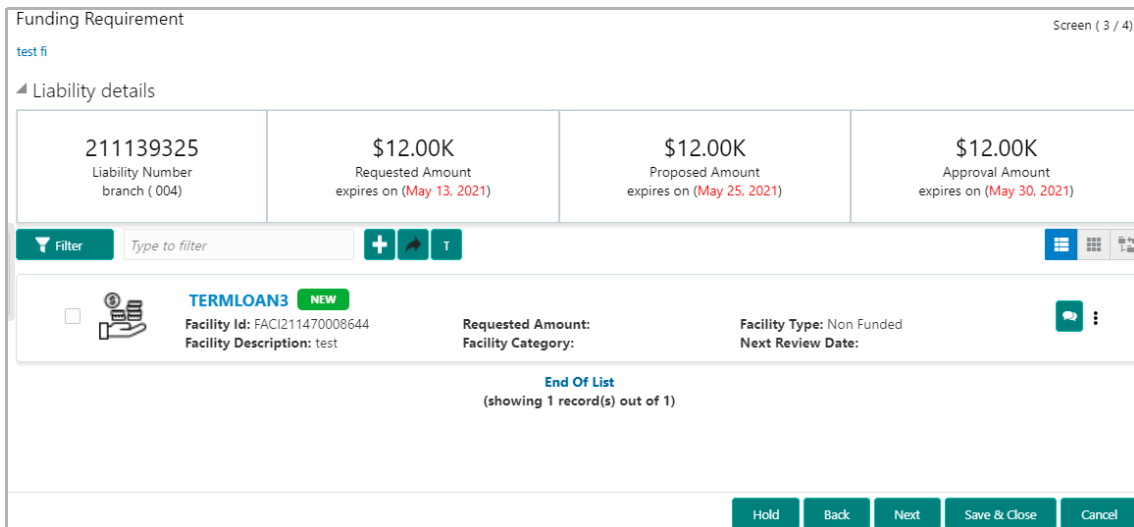 Funding Requirement
Screen ( 3 / 4)
test fi
Liability details
211139325
Liability Number
branch ( 004)
$12.00K
Requested Amount
expires on (May 13, 2021)
$12.00K
Proposed Amount
expires on (May 25, 2021)
$12.00K
Approval Amount
expires on (May 30, 2021)
Filter
Type to filter
T
TERMLOAN3 NEW
Facility Id: FACI211470008644
Requested Amount:
Facility Type: Non Funded
Facility Description: test
Facility Category:
Next Review Date:
End Of List
(showing 1 record(s) out of 1)
Hold
Back
Next
Save & Close
Cancel